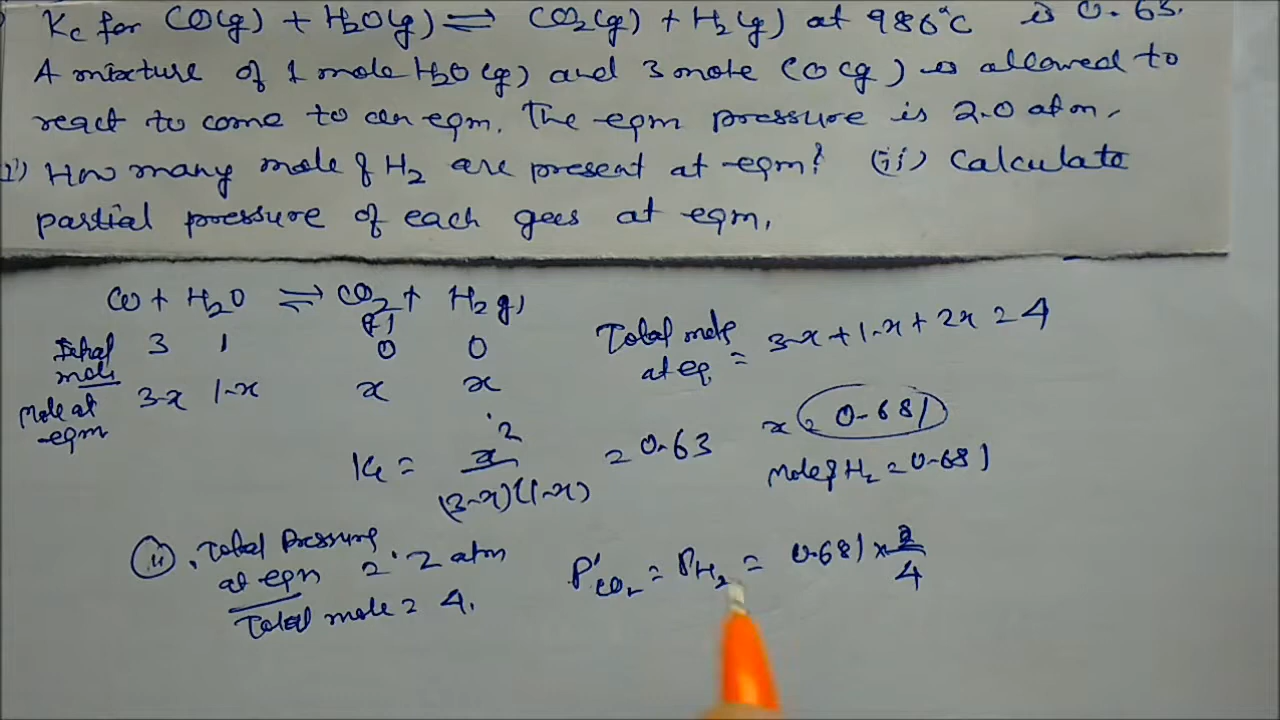 Kc for CO(g) + H2O(g) ⇌ CO2(g) + H2(g) at 986°C is 0.63.
A mixture of 1 mole H2O(g) and 3 mole CO(g) is allowed to
react to come to an eqm. The eqm pressure is 2.0 atm.
i) How many mole of H2 are present at eqm? (ii) Calculate
partial pressure of each gas at eqm.
CO + H2O ⇌ CO2 + H2(g)
(g)
Initial mole 3 1 0 0
Mole at eqm 3-x 1-x x x
Total mole at eq = 3-x+1-x+2x = 4
Kc = x² / (3-x)(1-x) = 0.63
x = 0.681
Mole of H2 = 0.681
(ii). Total Pressure
at eqm = 2 atm
Total mole = 4.
P'CO2 = PH2 = 0.681 × 2/4